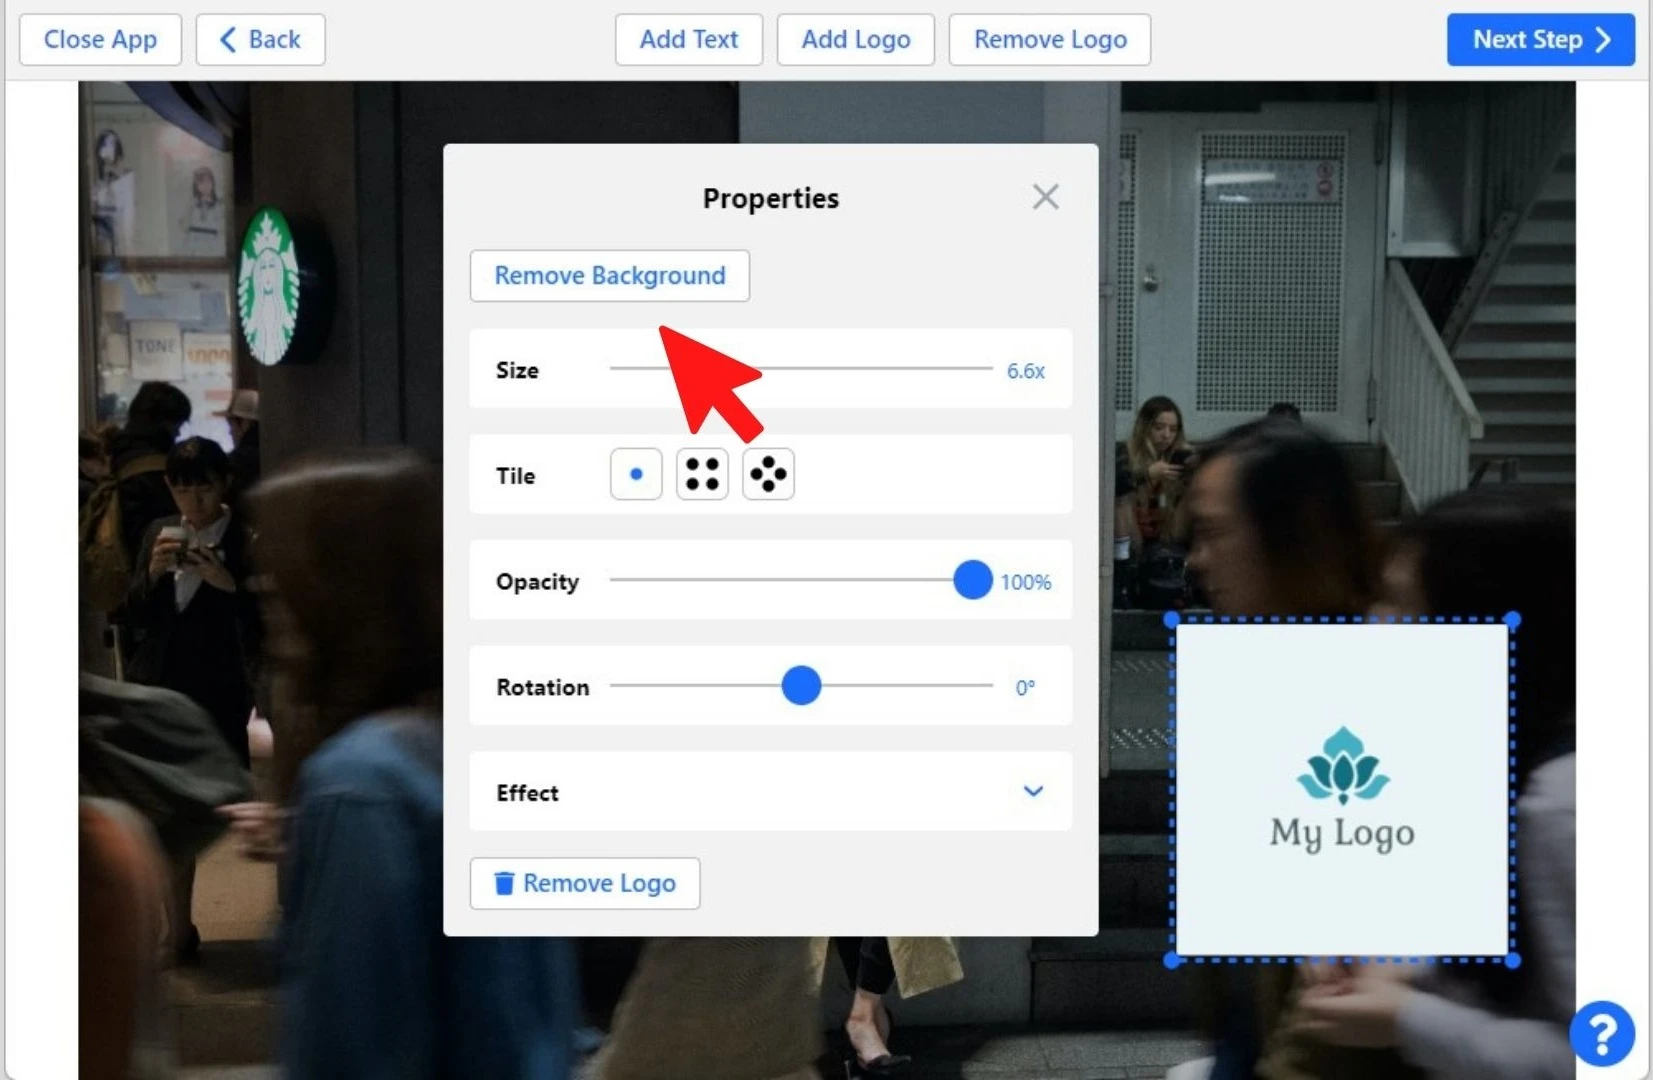 Close App
Back
Add Text
Add Logo
Remove Logo
Next Step
Properties
Remove Background
Size
6.6x
Tile
Opacity
100%
Rotation
0°
Effect
Remove Logo
TONE
My Logo
?